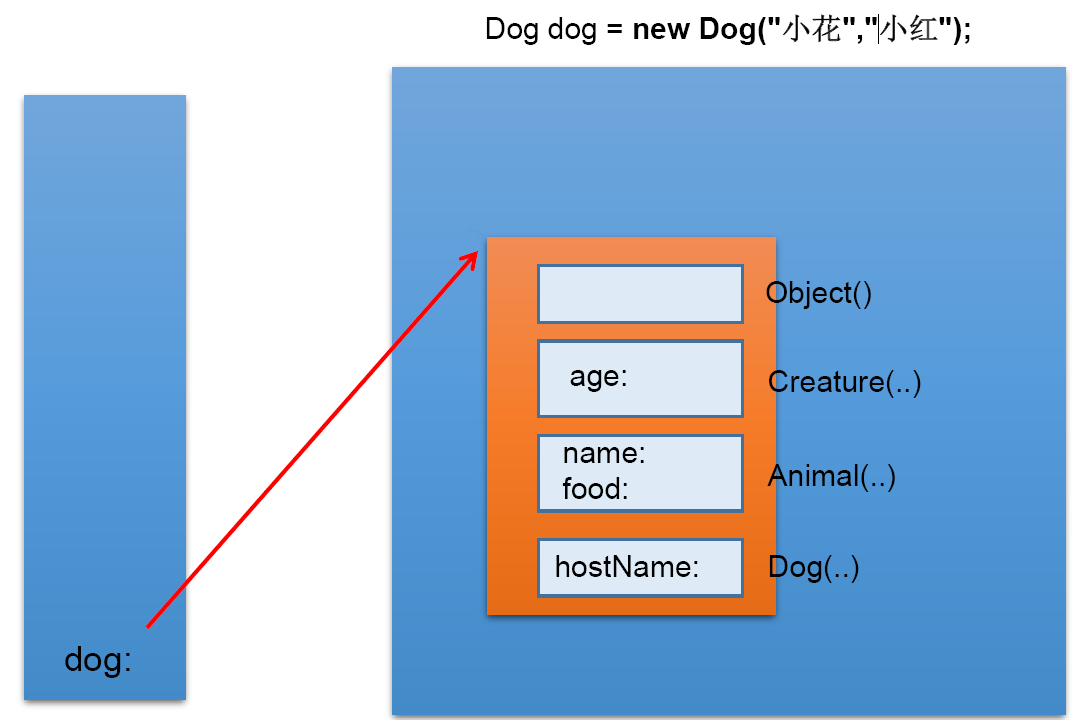 Dog dog = new Dog("小花","小红");
Object()
age:
Creature(..)
name:
food:
Animal(..)
hostName:
Dog(..)
dog: